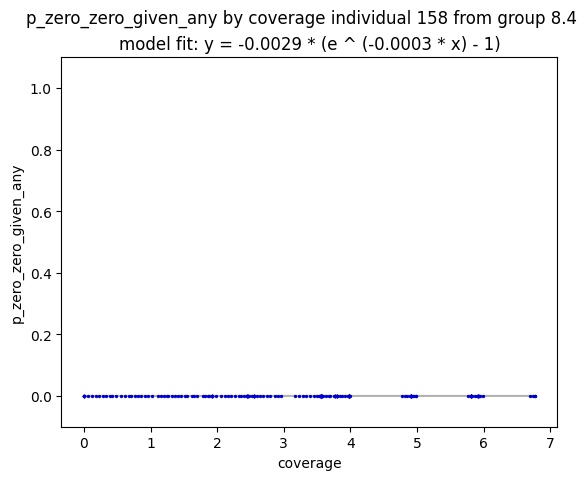 p_zero_zero_given_any by coverage individual 158 from group 8.4
model fit: y = -0.0029 * (e ^ (-0.0003 * x) - 1)
1.0
0.8
0.6
0.4
0.2
0.0
p_zero_zero_given_any
0 1 2 3 4 5 6 7
coverage